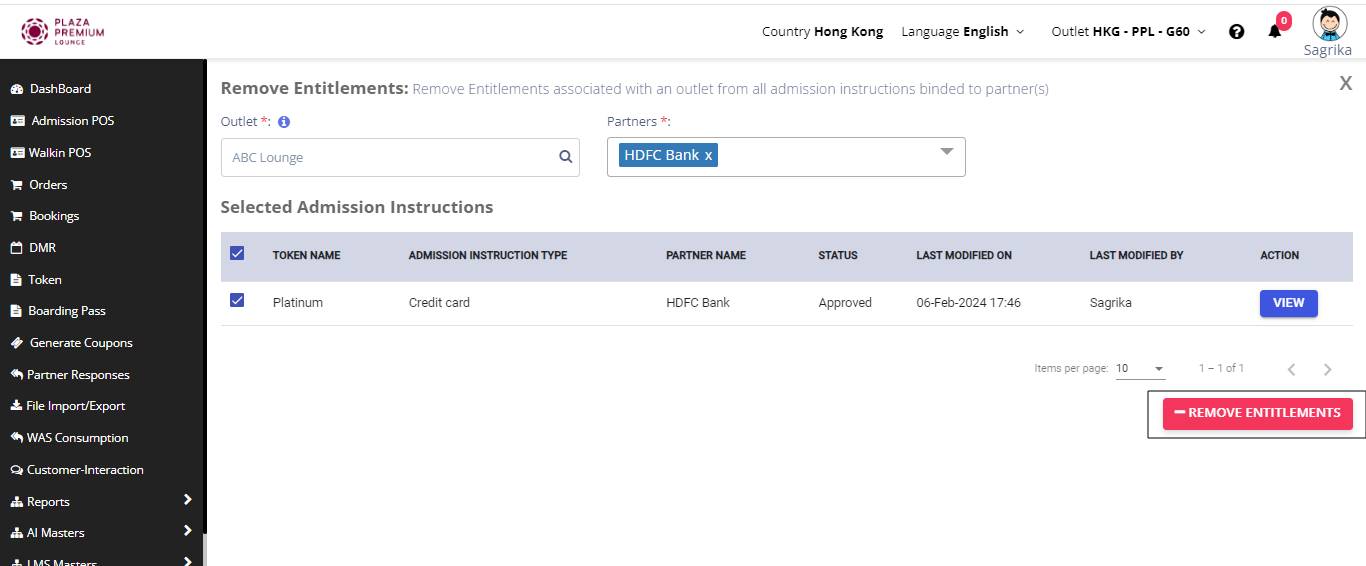 PLAZA
PREMIUM
LOUNGE
Country Hong Kong Language English Outlet HKG - PPL - G60 ? 0
Sagrika
DashBoard
Admission POS
Walkin POS
Orders
Bookings
DMR
Token
Boarding Pass
Generate Coupons
Partner Responses
File Import/Export
WAS Consumption
Customer-Interaction
Reports
AI Masters
LMS Masters
Remove Entitlements: Remove Entitlements associated with an outlet from all admission instructions binded to partner(s) X
Outlet *: i Partners *:
ABC Lounge HDFC Bank x
Selected Admission Instructions
TOKEN NAME ADMISSION INSTRUCTION TYPE PARTNER NAME STATUS LAST MODIFIED ON LAST MODIFIED BY ACTION
Platinum Credit card HDFC Bank Approved 06-Feb-2024 17:46 Sagrika VIEW
Items per page: 10 1 – 1 of 1
REMOVE ENTITLEMENTS